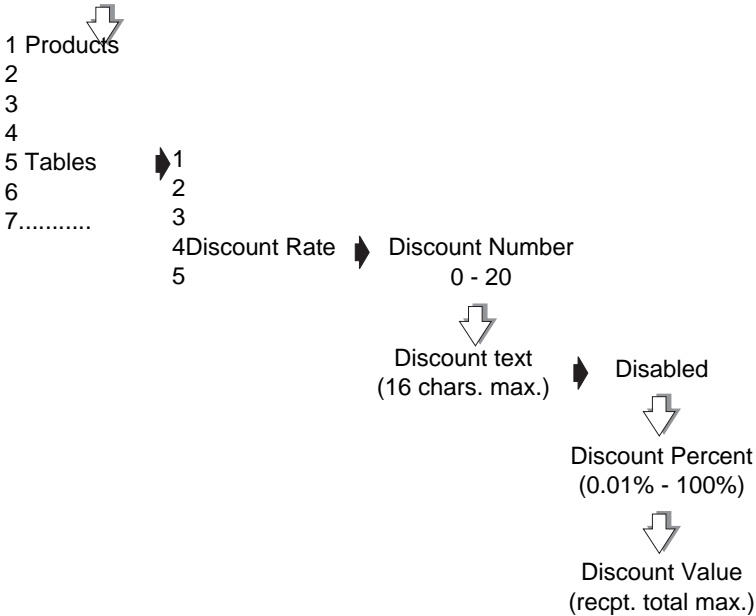 1 Products
2
3
4
5 Tables
6
7...........
1
2
3
4Discount Rate
5
Discount Number
0 - 20
Discount text
(16 chars. max.)
Disabled
Discount Percent
(0.01% - 100%)
Discount Value
(recpt. total max.)